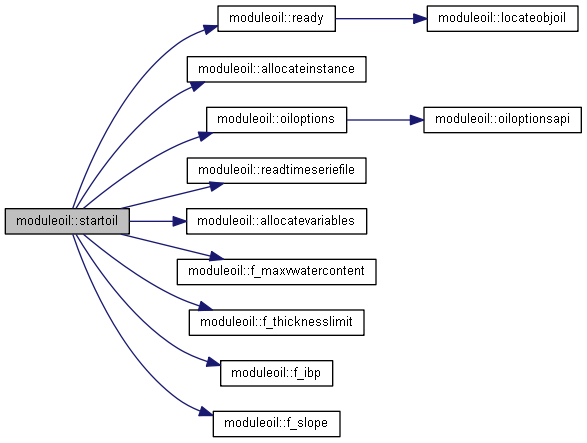 moduleoil::ready
moduleoil::locateobjoil
moduleoil::allocateinstance
moduleoil::oiloptions
moduleoil::oiloptionsapi
moduleoil::readtimeseriefile
moduleoil::startoil
moduleoil::allocatevariables
moduleoil::f_maxvwatercontent
moduleoil::f_thicknesslimit
moduleoil::f_ibp
moduleoil::f_slope